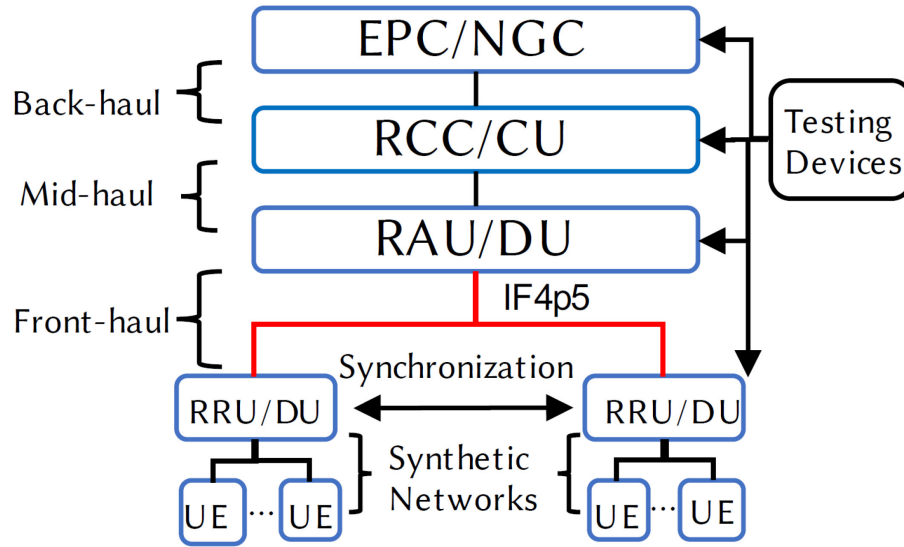 EPC/NGC
Back-haul
RCC/CU
Testing
Devices
Mid-haul
RAU/DU
IF4p5
Front-haul
Synchronization
RRU/DU
RRU/DU
Synthetic
Networks
UE ... UE
UE ... UE